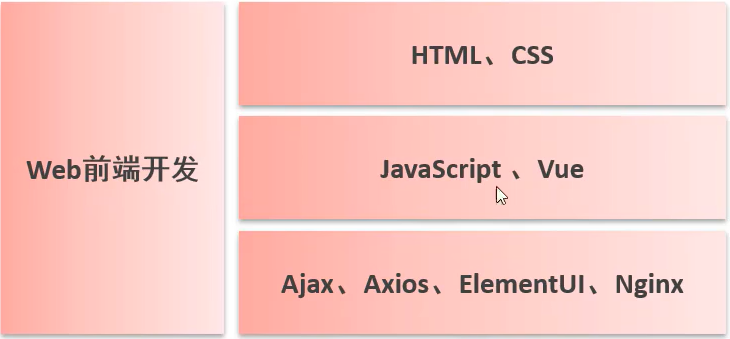 Web前端开发
HTML、CSS
JavaScript 、Vue
Ajax、Axios、ElementUI、Nginx